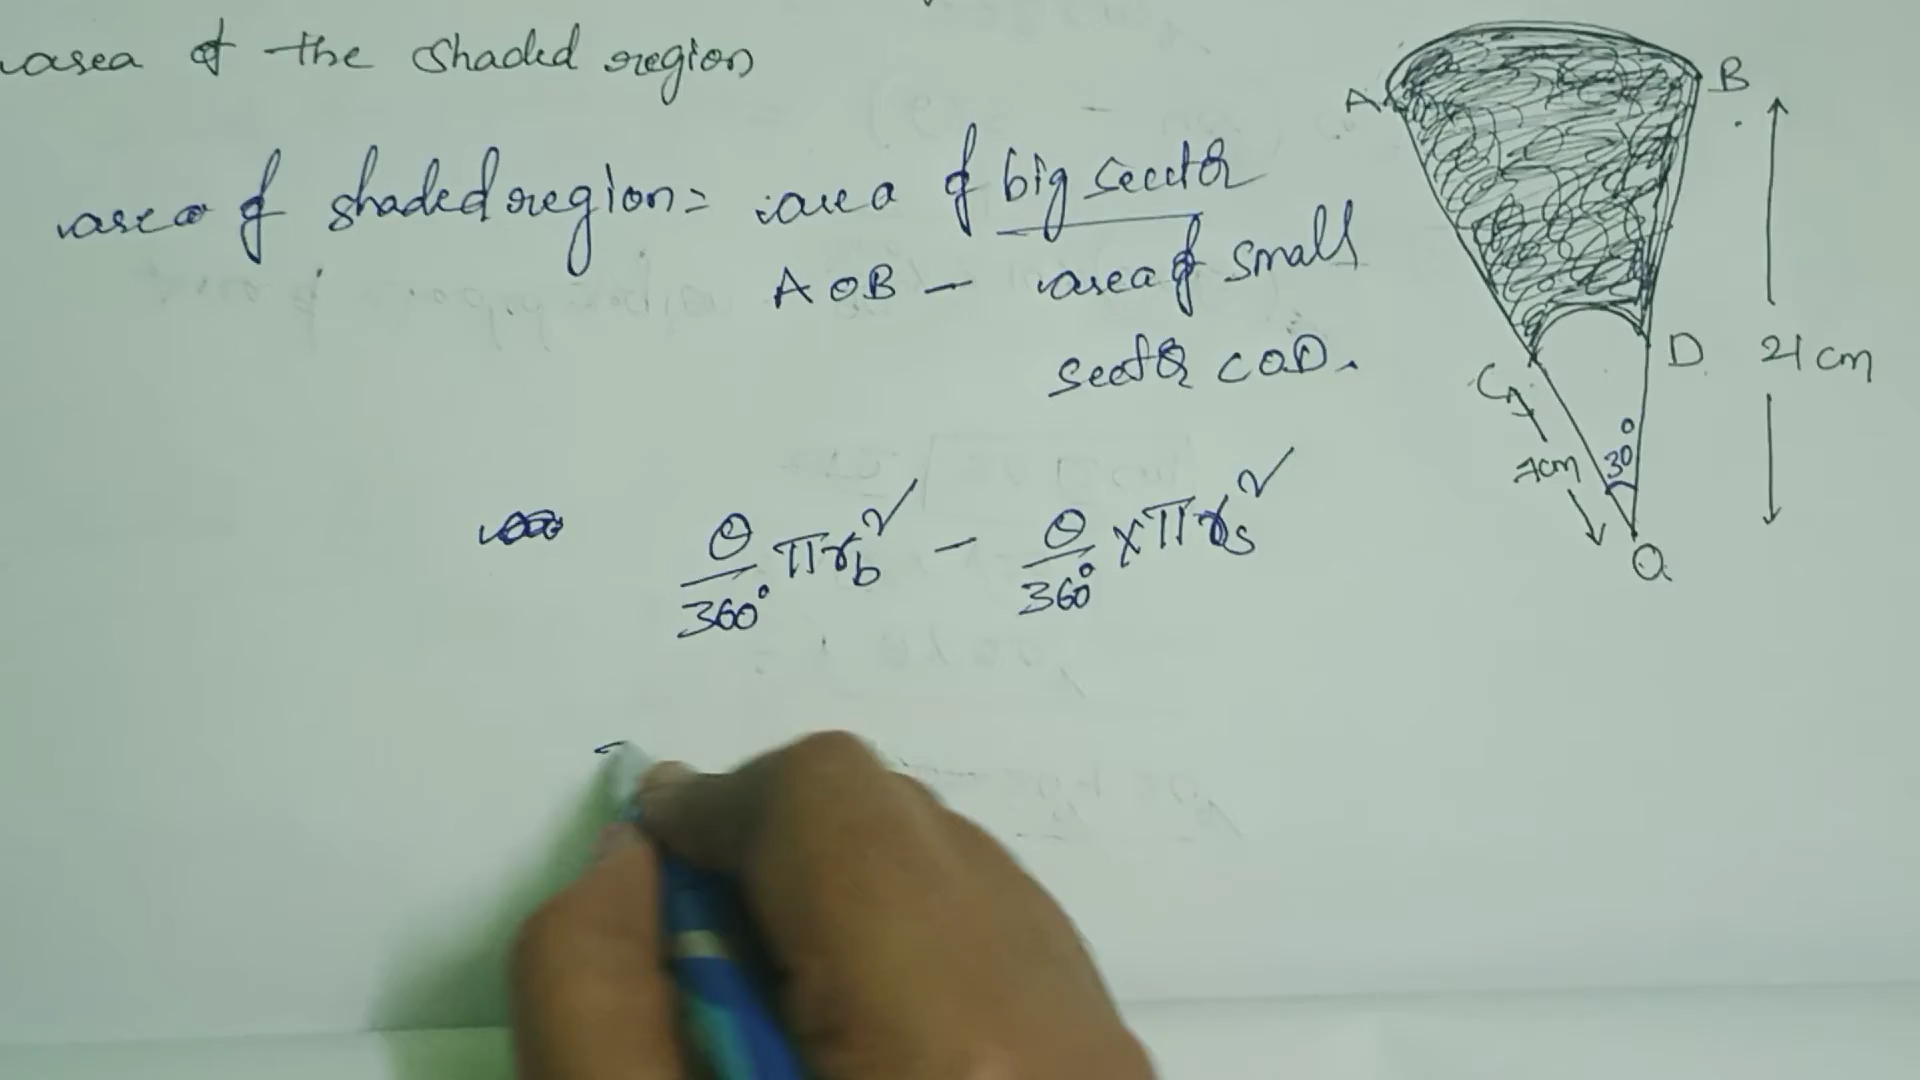 area of the shaded region
area of shaded region = area of big sector
AOB - area of small
sector COD.
θ/360° πr_b² - θ/360° × πr_s²
A
B
C
D
21 cm
7cm
30°
O